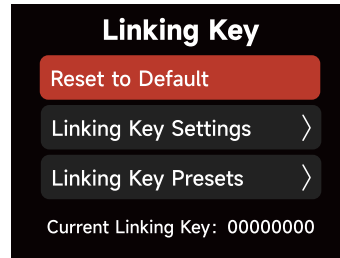 Linking Key
Reset to Default
Linking Key Settings
Linking Key Presets
Current Linking Key: 00000000